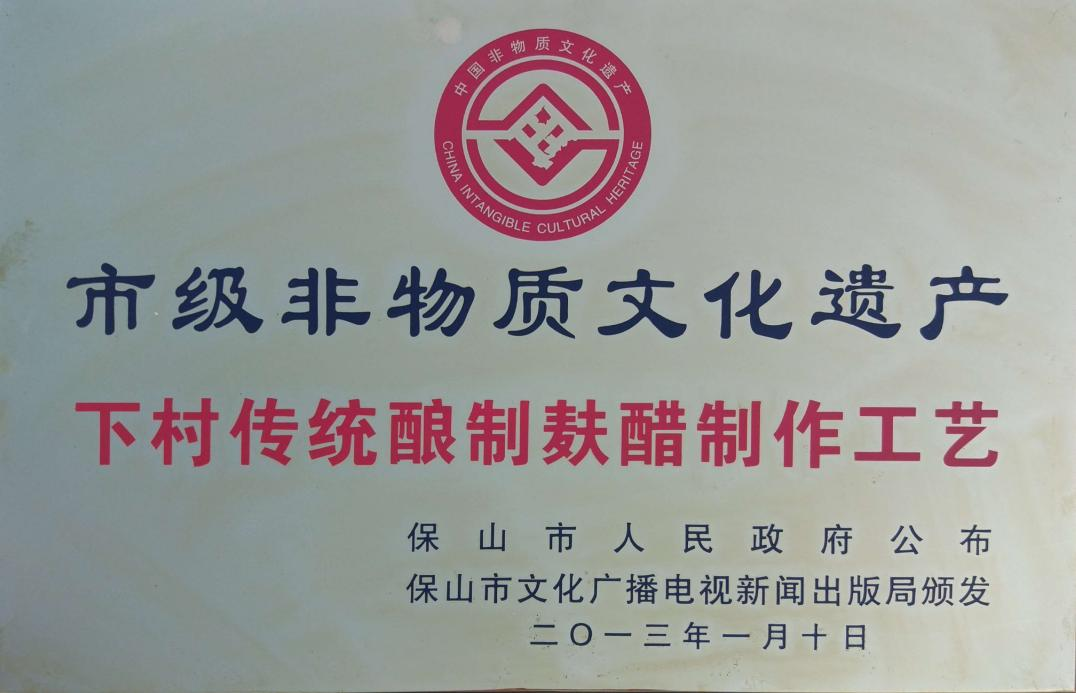 中国非物质文化遗产
CHINA INTANGIBLE CULTURAL HERITAGE
市级非物质文化遗产
下村传统酿制麸醋制作工艺
保山市人民政府公布
保山市文化广播电视新闻出版局颁发
二〇一三年一月十日